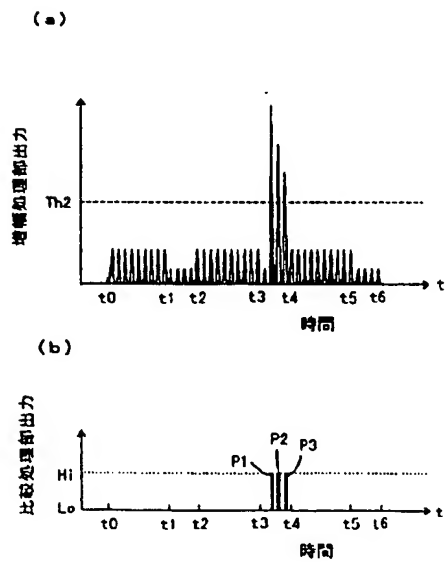 (a)
増幅処理部出力
Th2
t0 t1 t2 t3 t4 t5 t6 t
時間
(b)
比較処理部出力
P1 P2 P3
Hi
Lo
t0 t1 t2 t3 t4 t5 t6 t
時間